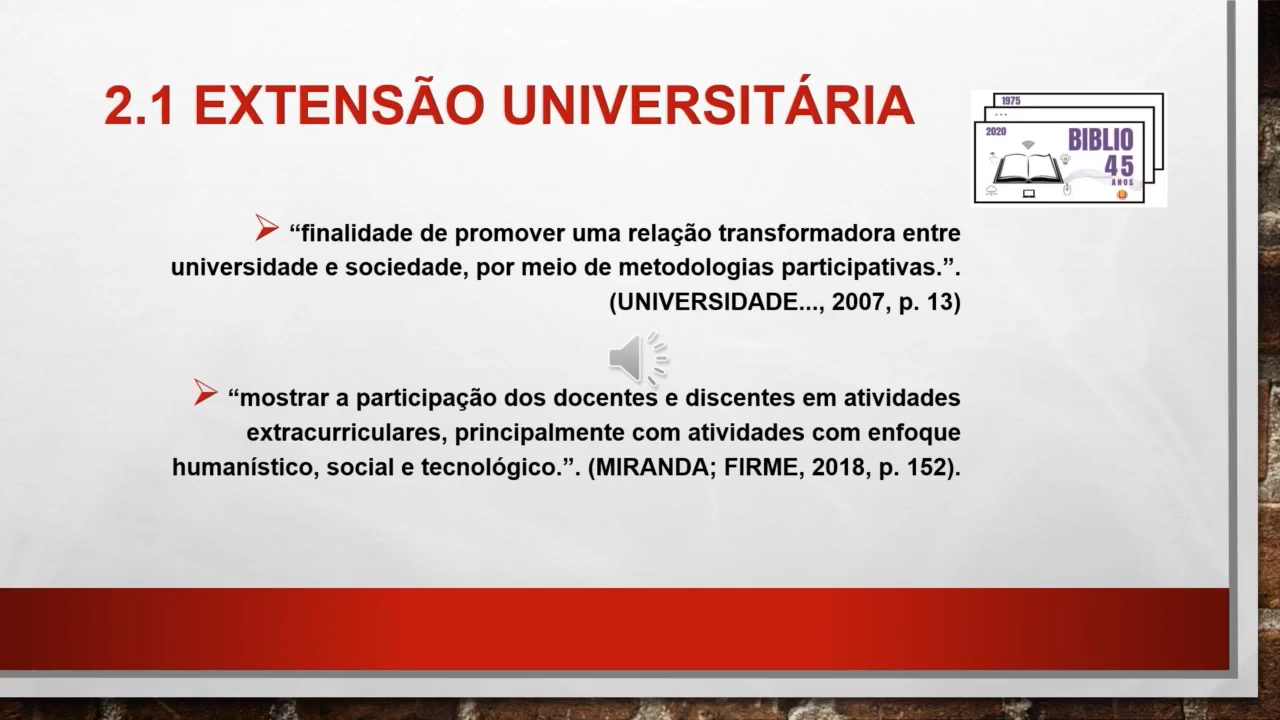 2.1 EXTENSÃO UNIVERSITÁRIA
1975
2020
BIBLIO
45
ANOS
“finalidade de promover uma relação transformadora entre
universidade e sociedade, por meio de metodologias participativas.”.
(UNIVERSIDADE..., 2007, p. 13)
“mostrar a participação dos docentes e discentes em atividades
extracurriculares, principalmente com atividades com enfoque
humanístico, social e tecnológico.”. (MIRANDA; FIRME, 2018, p. 152).